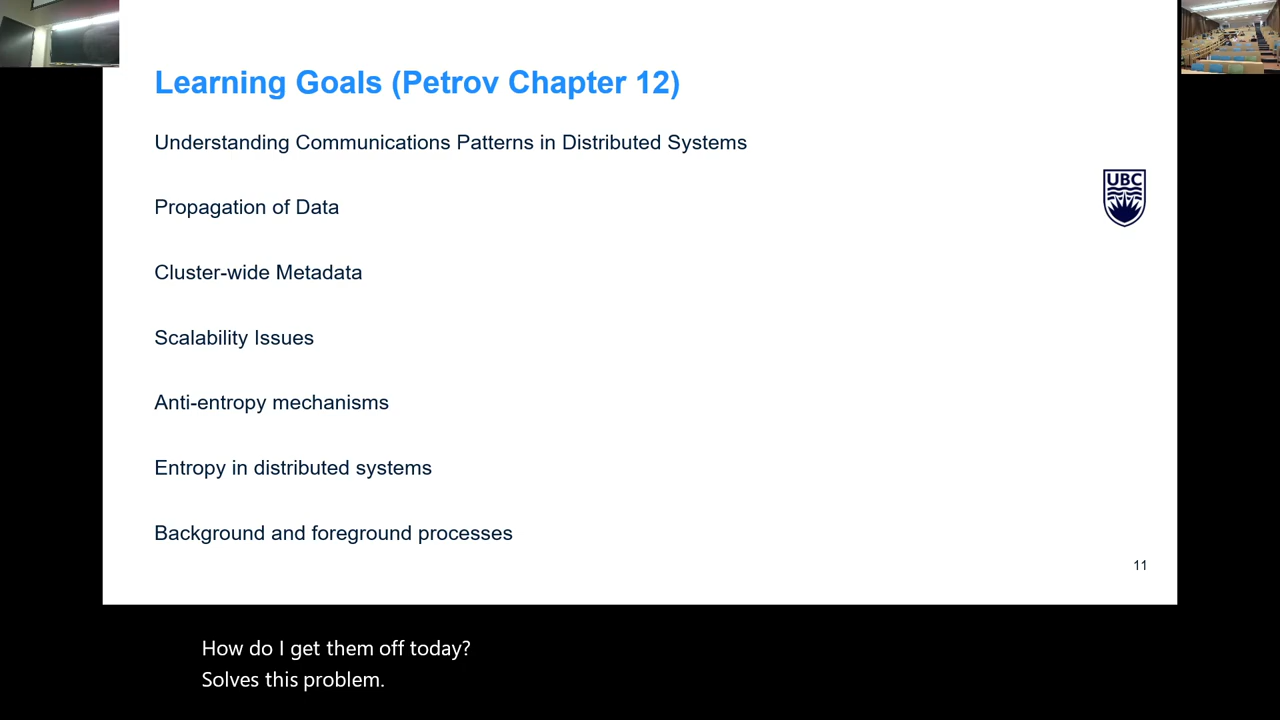 Learning Goals (Petrov Chapter 12)
Understanding Communications Patterns in Distributed Systems
UBC
Propagation of Data
Cluster-wide Metadata
Scalability Issues
Anti-entropy mechanisms
Entropy in distributed systems
Background and foreground processes
11
How do I get them off today?
Solves this problem.